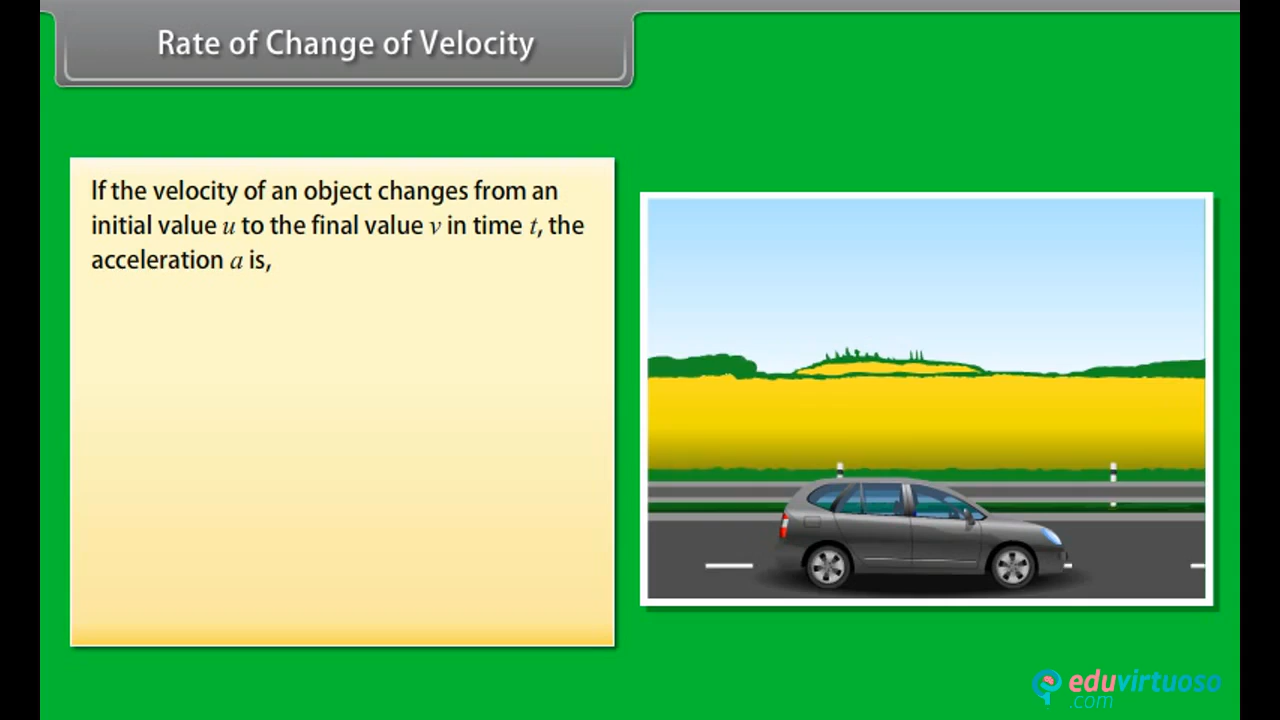 Rate of Change of Velocity
If the velocity of an object changes from an
initial value u to the final value v in time t, the
acceleration a is,
eduvirtuoso
.com